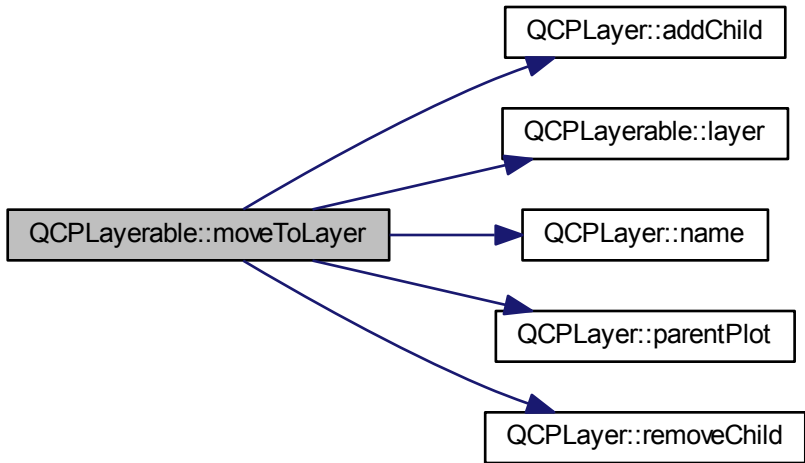 QCPLayer::addChild
QCPLayerable::layer
QCPLayerable::moveToLayer
QCPLayer::name
QCPLayer::parentPlot
QCPLayer::removeChild